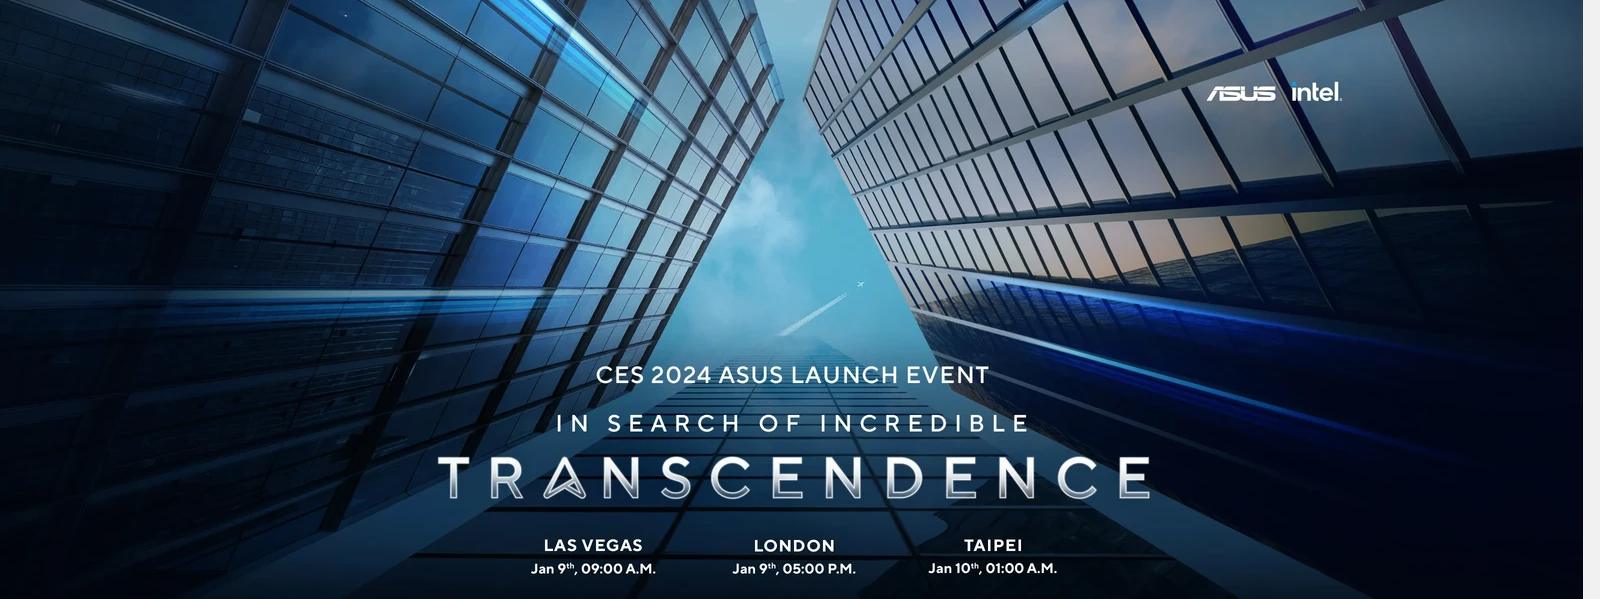 ASUS intel.
CES 2024 ASUS LAUNCH EVENT
IN SEARCH OF INCREDIBLE
TRANSCENDENCE
LAS VEGAS
Jan 9th, 09:00 A.M.
LONDON
Jan 9th, 05:00 P.M.
TAIPEI
Jan 10th, 01:00 A.M.